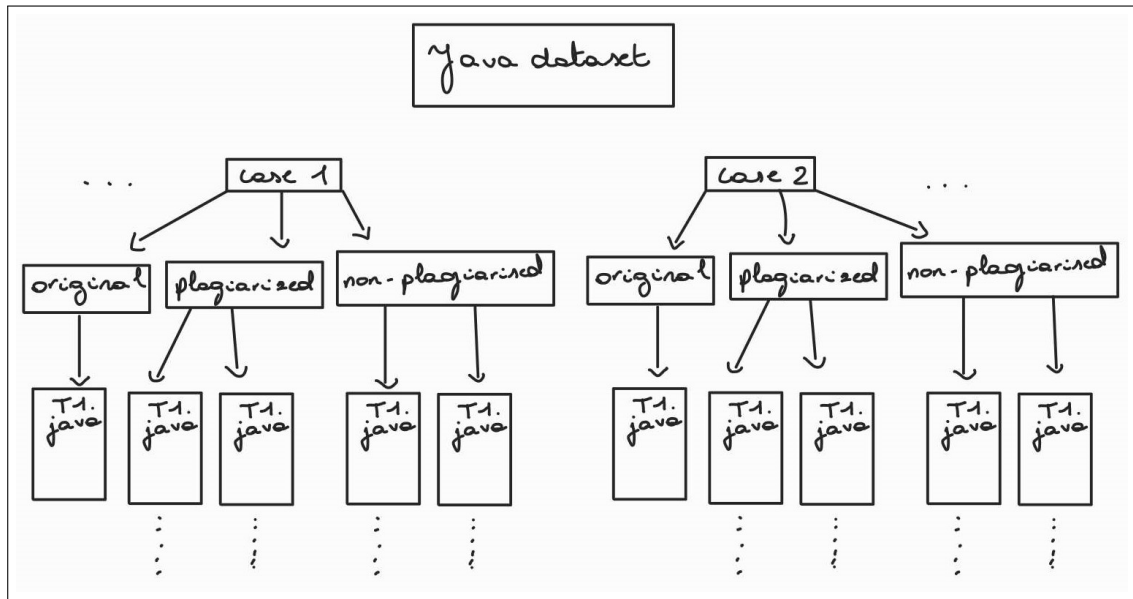 Java dataset
. . .
case 1
case 2
. . .
original
plagiarized
non-plagiarised
original
plagiarized
non-plagiarised
T1.
java
T1.
java
T1.
java
T1.
java
T1.
java
T1.
java
T1.
java
T1.
java
T1.
java
T1.
java